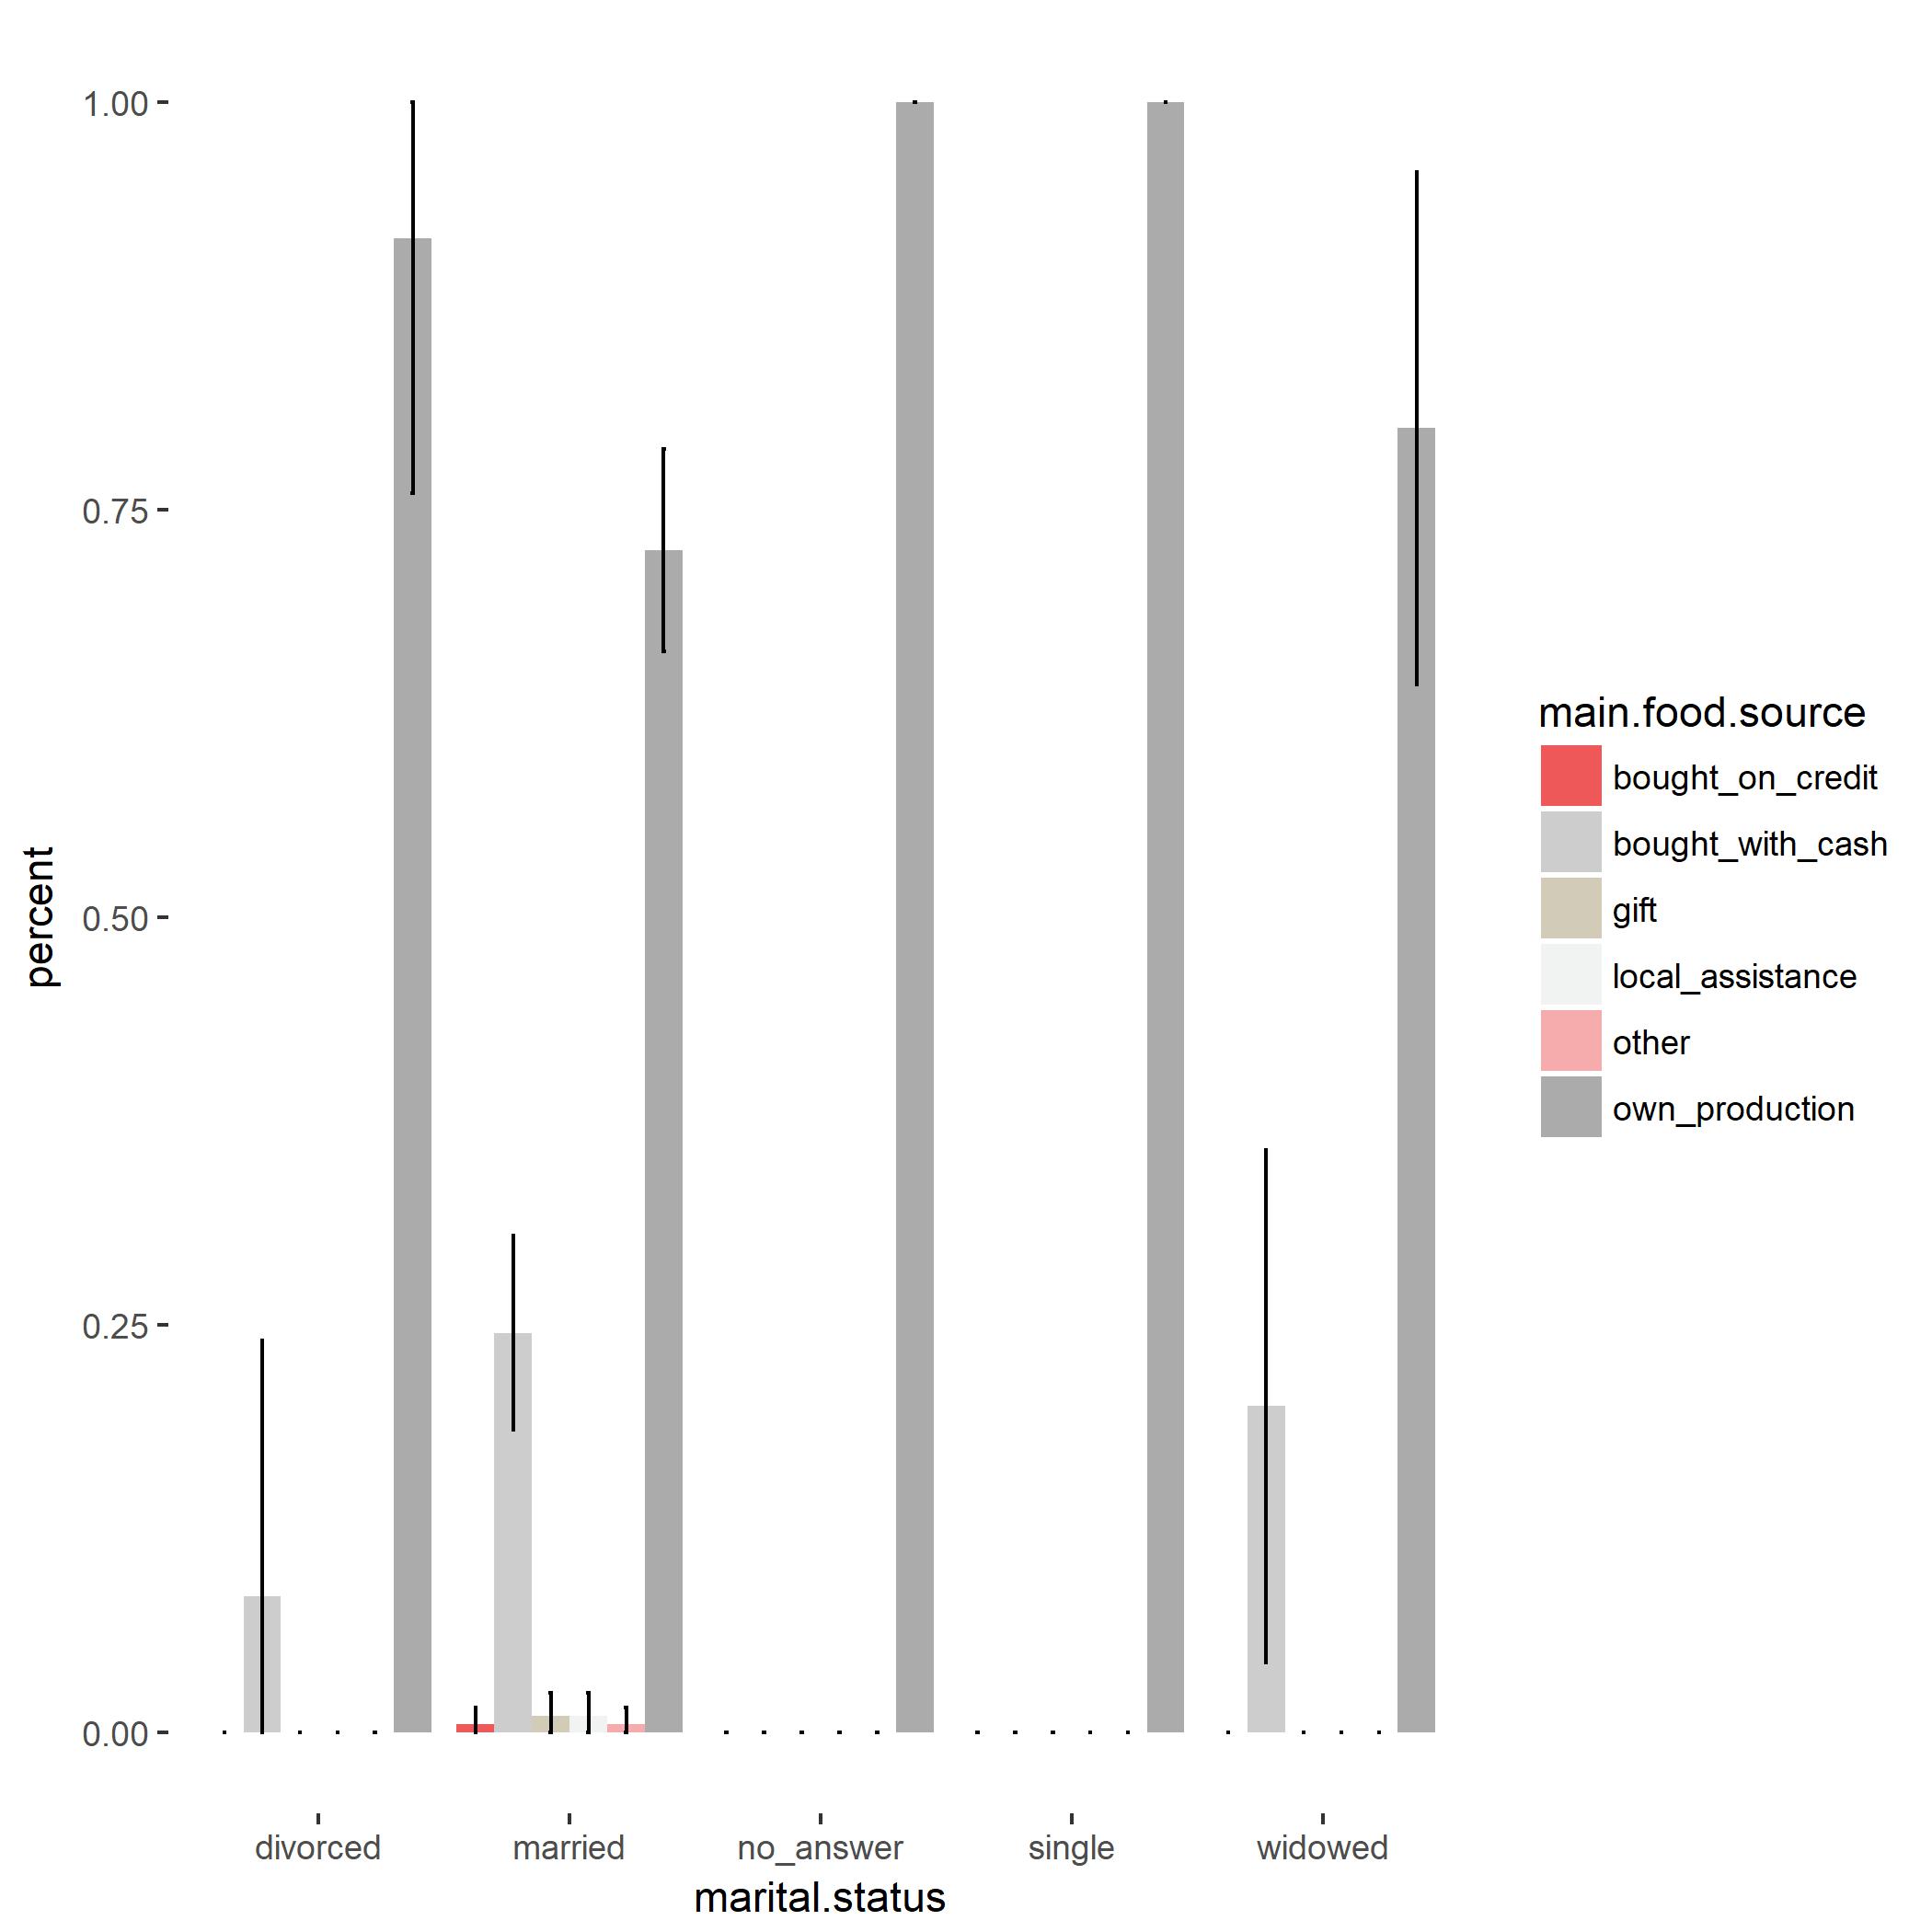 percent
1.00
0.75
0.50
0.25
0.00
divorced married no_answer single widowed
marital.status
main.food.source
bought_on_credit
bought_with_cash
gift
local_assistance
other
own_production